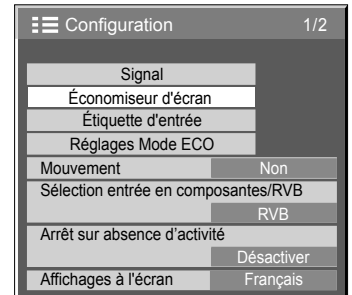 Configuration 1/2
Signal
Économiseur d'écran
Étiquette d'entrée
Réglages Mode ECO
Mouvement Non
Sélection entrée en composantes/RVB
RVB
Arrêt sur absence d'activité
Désactiver
Affichages à l'écran Français